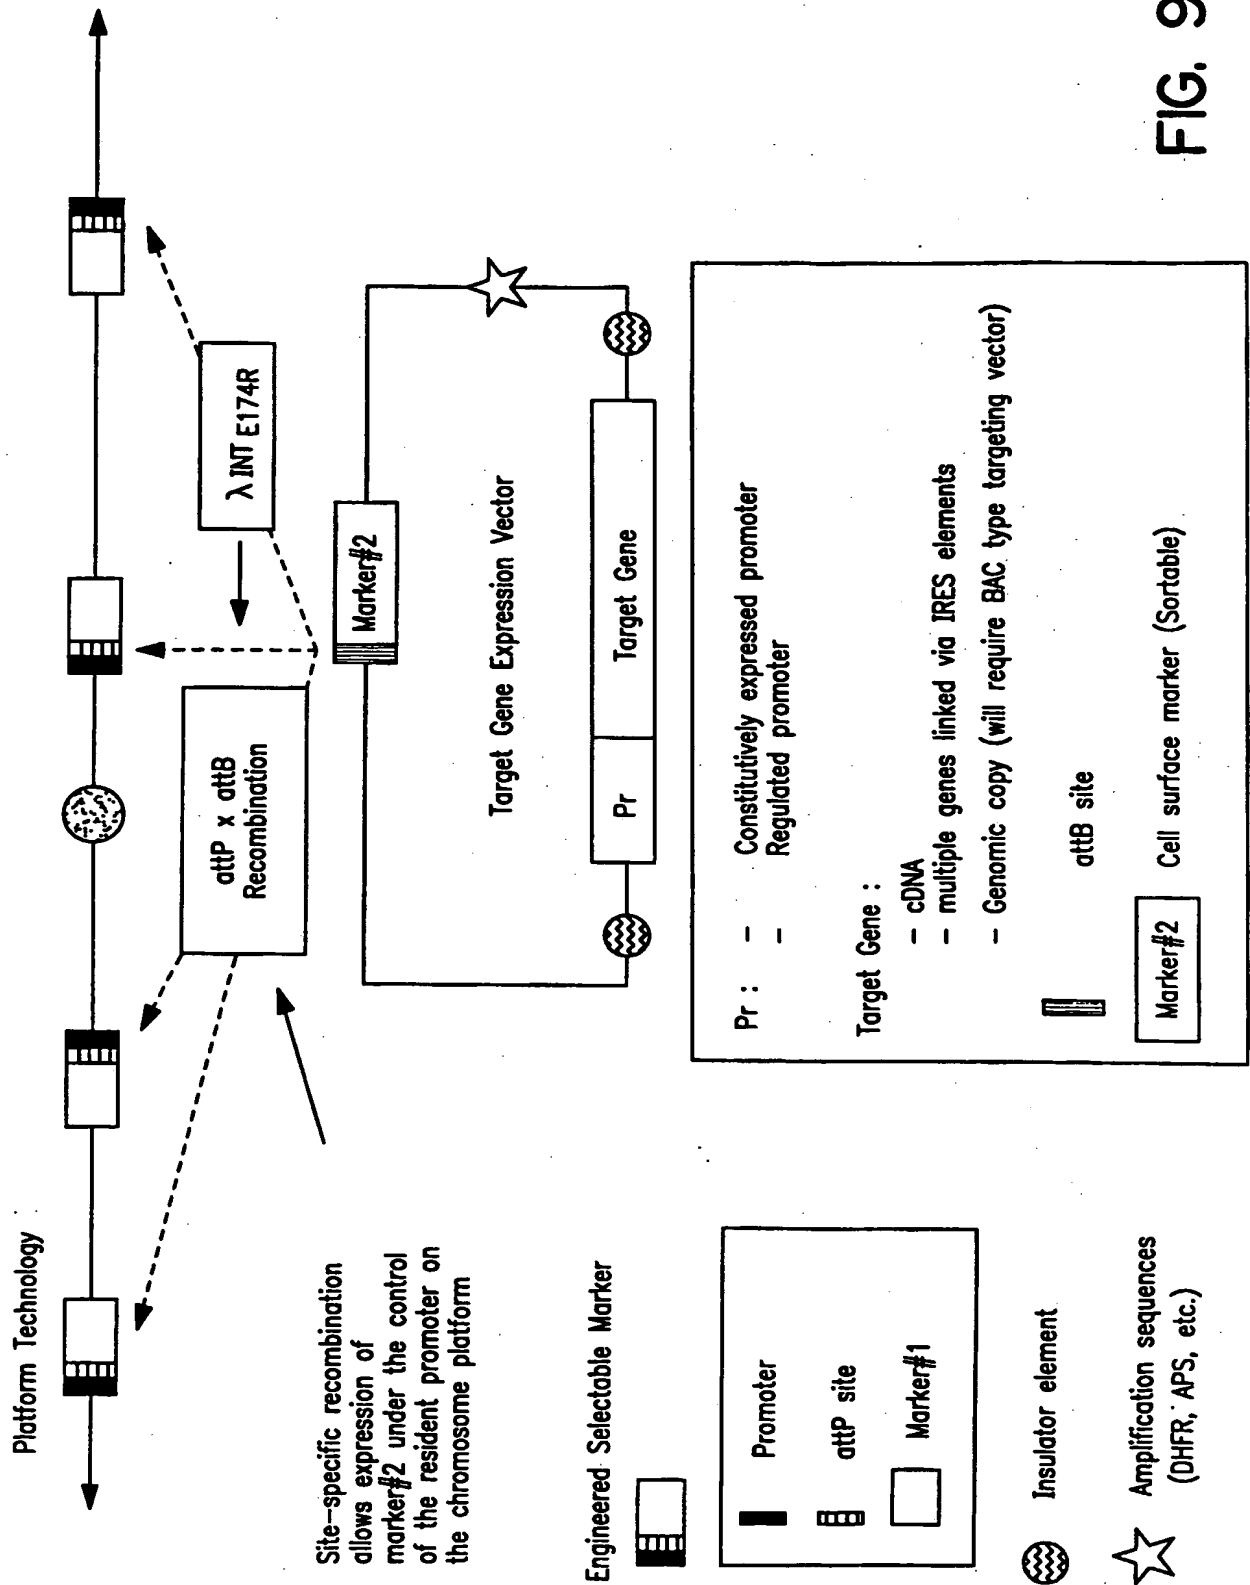 Platform Technology
attP x attB
Recombination
λ INT E174R
Site-specific recombination
allows expression of
marker#2 under the control
of the resident promoter on
the chromosome platform
Marker#2
Target Gene Expression Vector
Pr
Target Gene
Engineered Selectable Marker
Promoter
attP site
Marker#1
Insulator element
Amplification sequences
(DHFR, APS, etc.)
Pr : – Constitutively expressed promoter
– Regulated promoter
Target Gene :
– cDNA
– multiple genes linked via IRES elements
– Genomic copy (will require BAC type targeting vector)
attB site
Marker#2 Cell surface marker (Sortable)
FIG. 9